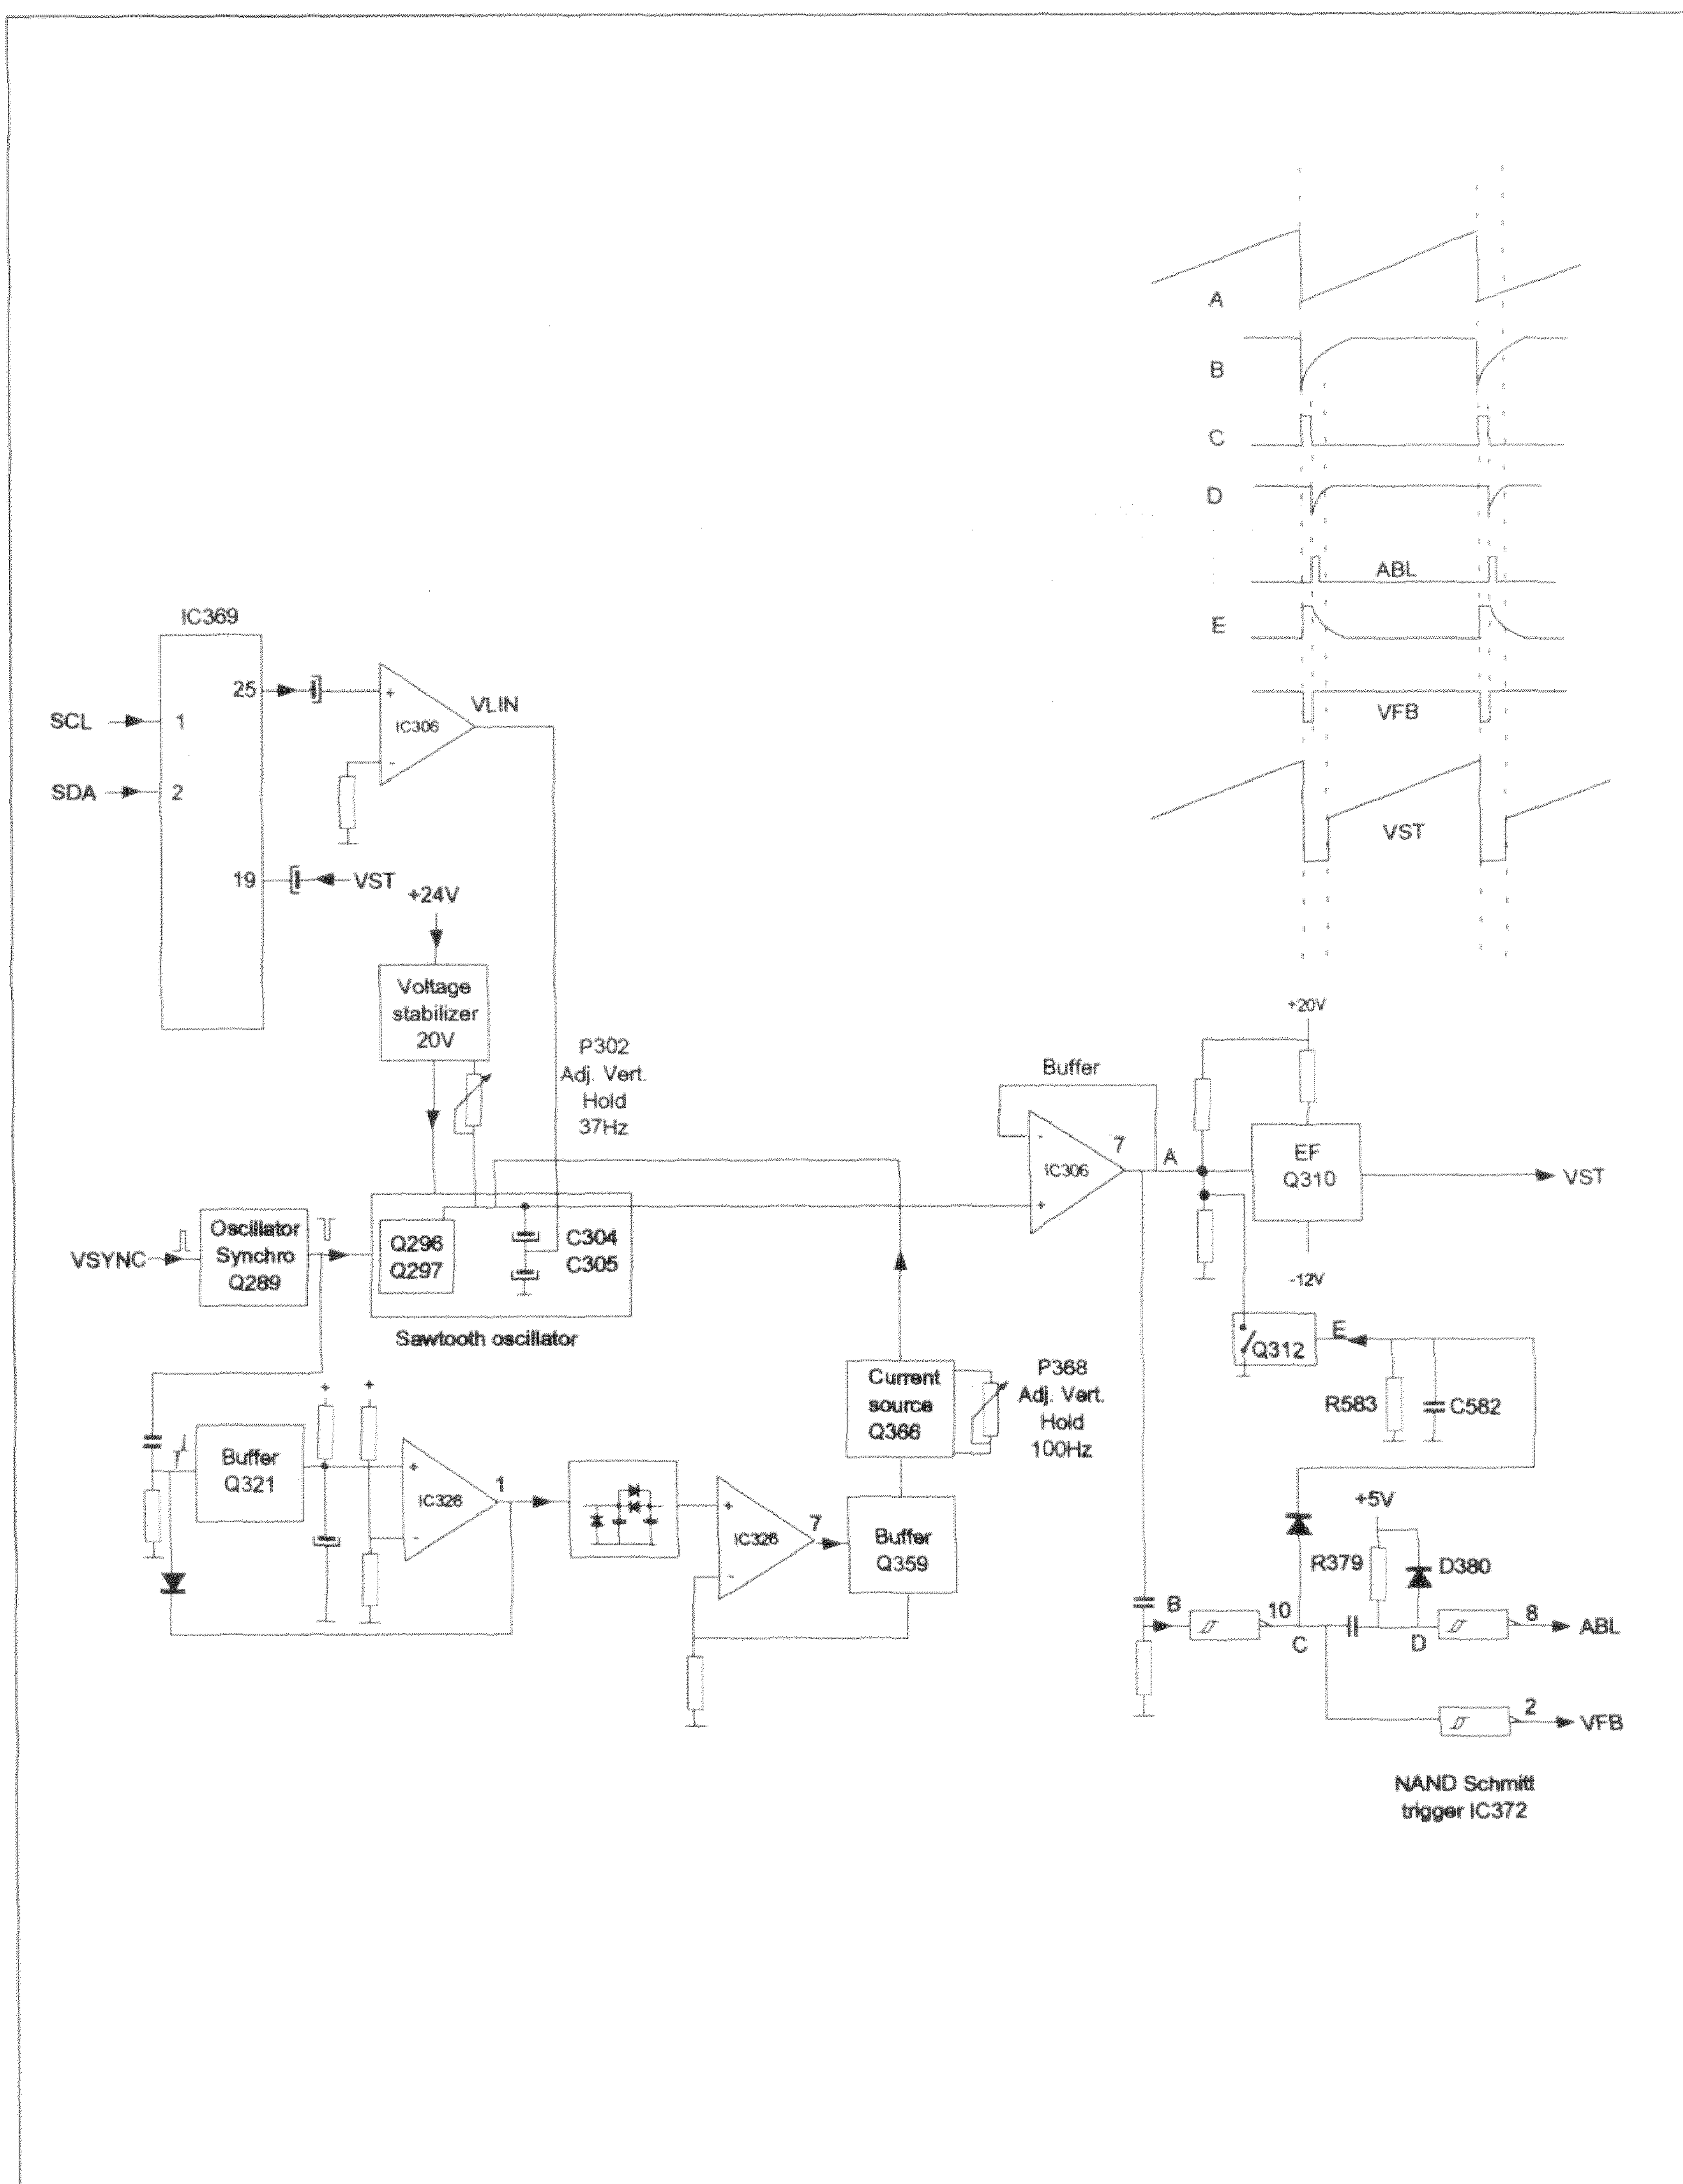 A
B
C
D
ABL
E
VFB
VST
IC369
25
SCL
1
SDA
2
19
VST
+
IC306
-
VLIN
+24V
Voltage
stabilizer
20V
P302
Adj. Vert.
Hold
37Hz
VSYNC
Oscillator
Synchro
Q289
Q296
Q297
C304
C305
Sawtooth oscillator
Buffer
-
IC306
+
7
A
+20V
EF
Q310
VST
-12V
Q312
E
R583
C582
Current
source
Q366
P368
Adj. Vert.
Hold
100Hz
Buffer
Q321
+
+
+
IC326
-
1
+
IC326
-
7
Buffer
Q359
+5V
R379
D380
B
10
C
D
8
ABL
2
VFB
NAND Schmitt
trigger IC372